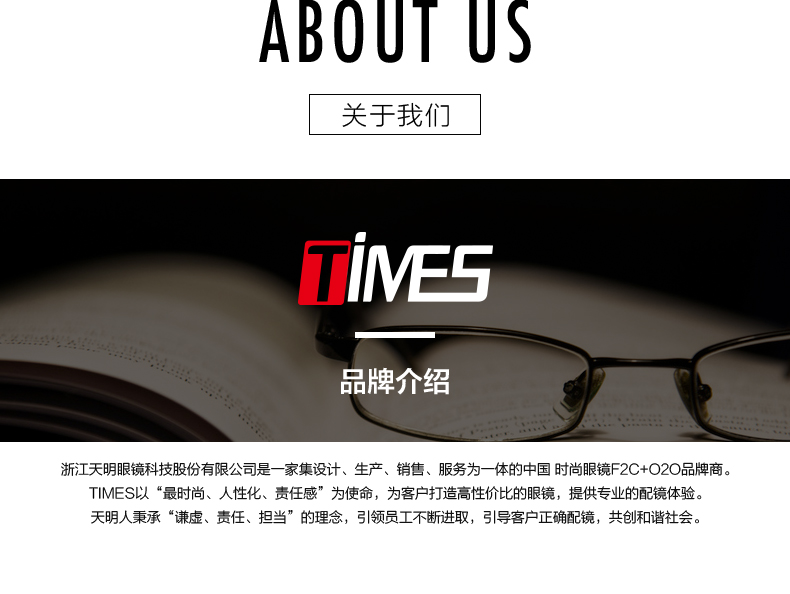 ABOUT US
关于我们
TIMES
品牌介绍
浙江天明眼镜科技股份有限公司是一家集设计、生产、销售、服务为一体的中国 时尚眼镜F2C+O2O品牌商。
TIMES以“最时尚、人性化、责任感”为使命，为客户打造高性价比的眼镜，提供专业的配镜体验。
天明人秉承“谦虚、责任、担当”的理念，引领员工不断进取，引导客户正确配镜，共创和谐社会。